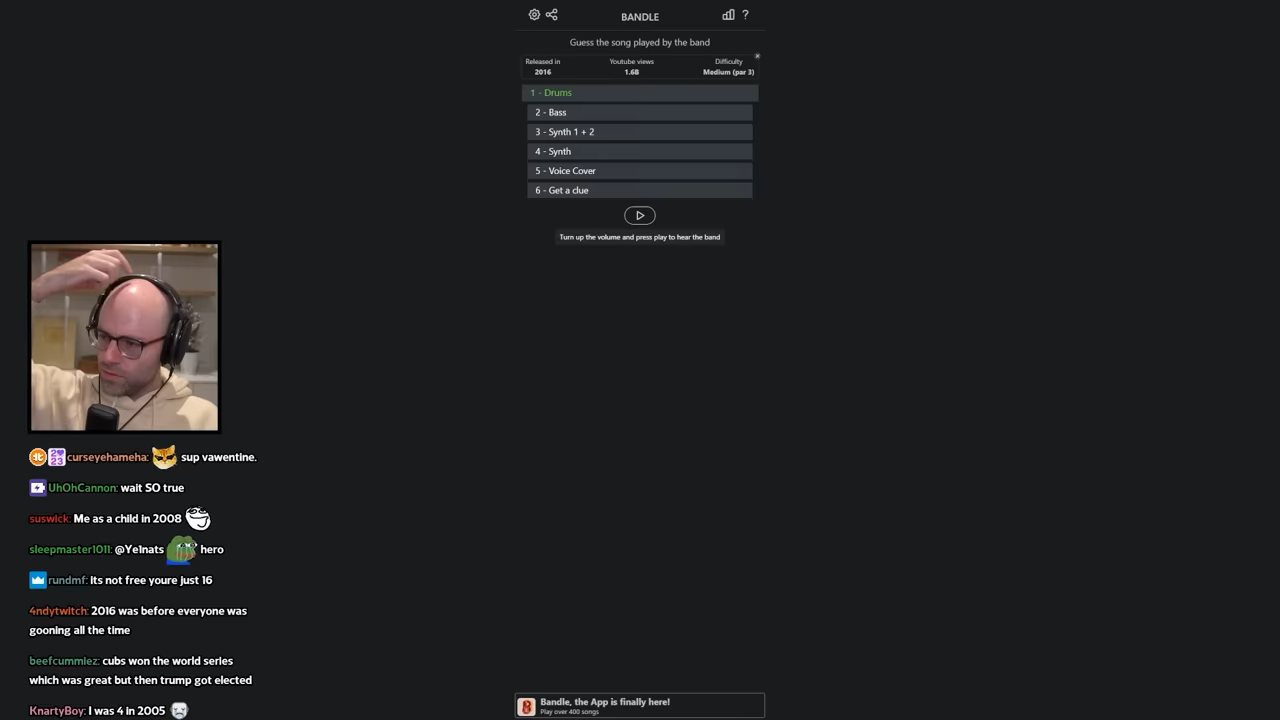 BANDLE
?
Guess the song played by the band
Released in
2016
Youtube views
1.6B
Difficulty
Medium (par 3)
1 - Drums
2 - Bass
3 - Synth 1 + 2
4 - Synth
5 - Voice Cover
6 - Get a clue
Turn up the volume and press play to hear the band
curseyehameha: sup vawentine.
UhOhCannon: wait SO true
suswick: Me as a child in 2008
sleepmaster1011: @Ye1nats hero
rundmf: its not free youre just 16
4ndytwitch: 2016 was before everyone was
gooning all the time
beefcummiez: cubs won the world series
which was great but then trump got elected
KnartyBoy: I was 4 in 2005
Bandle, the App is finally here!
Play over 400 songs